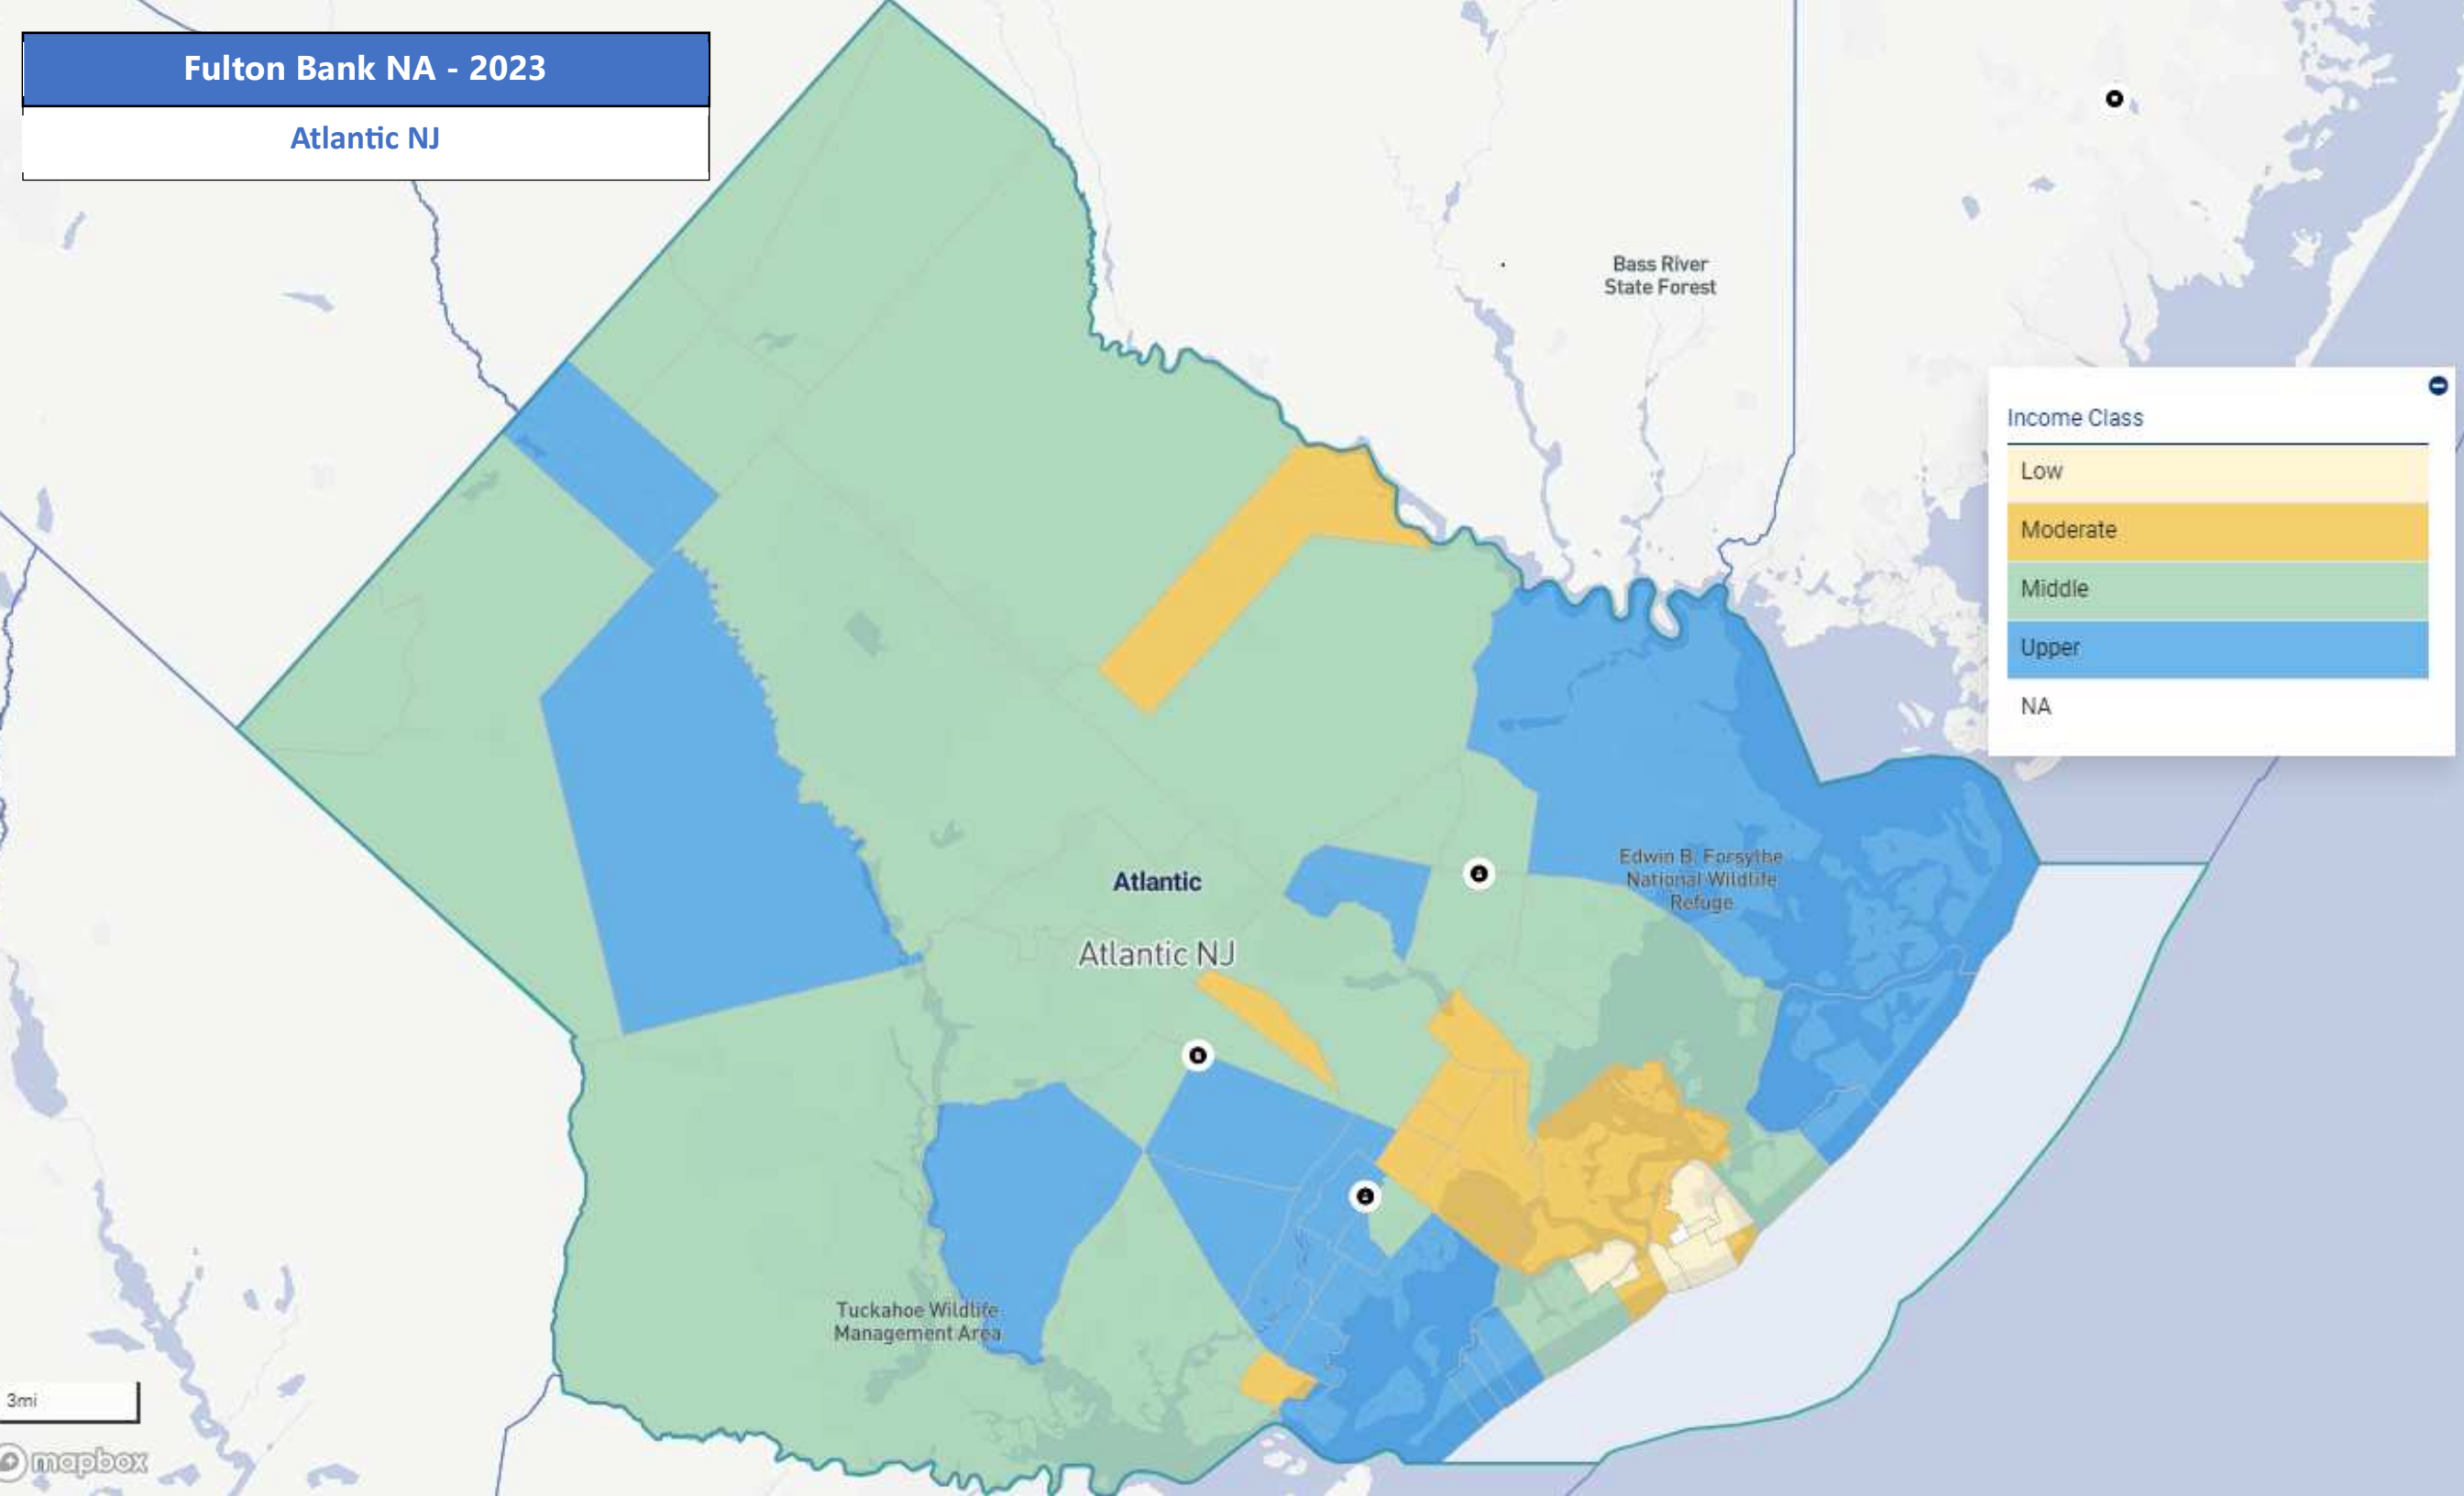 Fulton Bank NA - 2023
Atlantic NJ
Bass River
State Forest
Income Class
Low
Moderate
Middle
Upper
NA
Edwin B. Forsythe
National Wildlife
Refuge
Atlantic
Atlantic NJ
Tuckahoe Wildlife
Management Area
3mi
mapbox